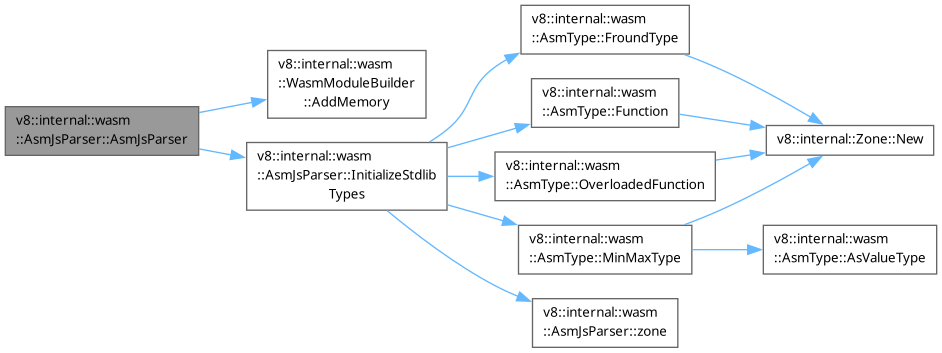 v8::internal::wasm
::AsmJsParser::AsmJsParser
v8::internal::wasm
::WasmModuleBuilder
::AddMemory
v8::internal::wasm
::AsmJsParser::InitializeStdlib
Types
v8::internal::wasm
::AsmType::FroundType
v8::internal::wasm
::AsmType::Function
v8::internal::wasm
::AsmType::OverloadedFunction
v8::internal::wasm
::AsmType::MinMaxType
v8::internal::wasm
::AsmJsParser::zone
v8::internal::Zone::New
v8::internal::wasm
::AsmType::AsValueType